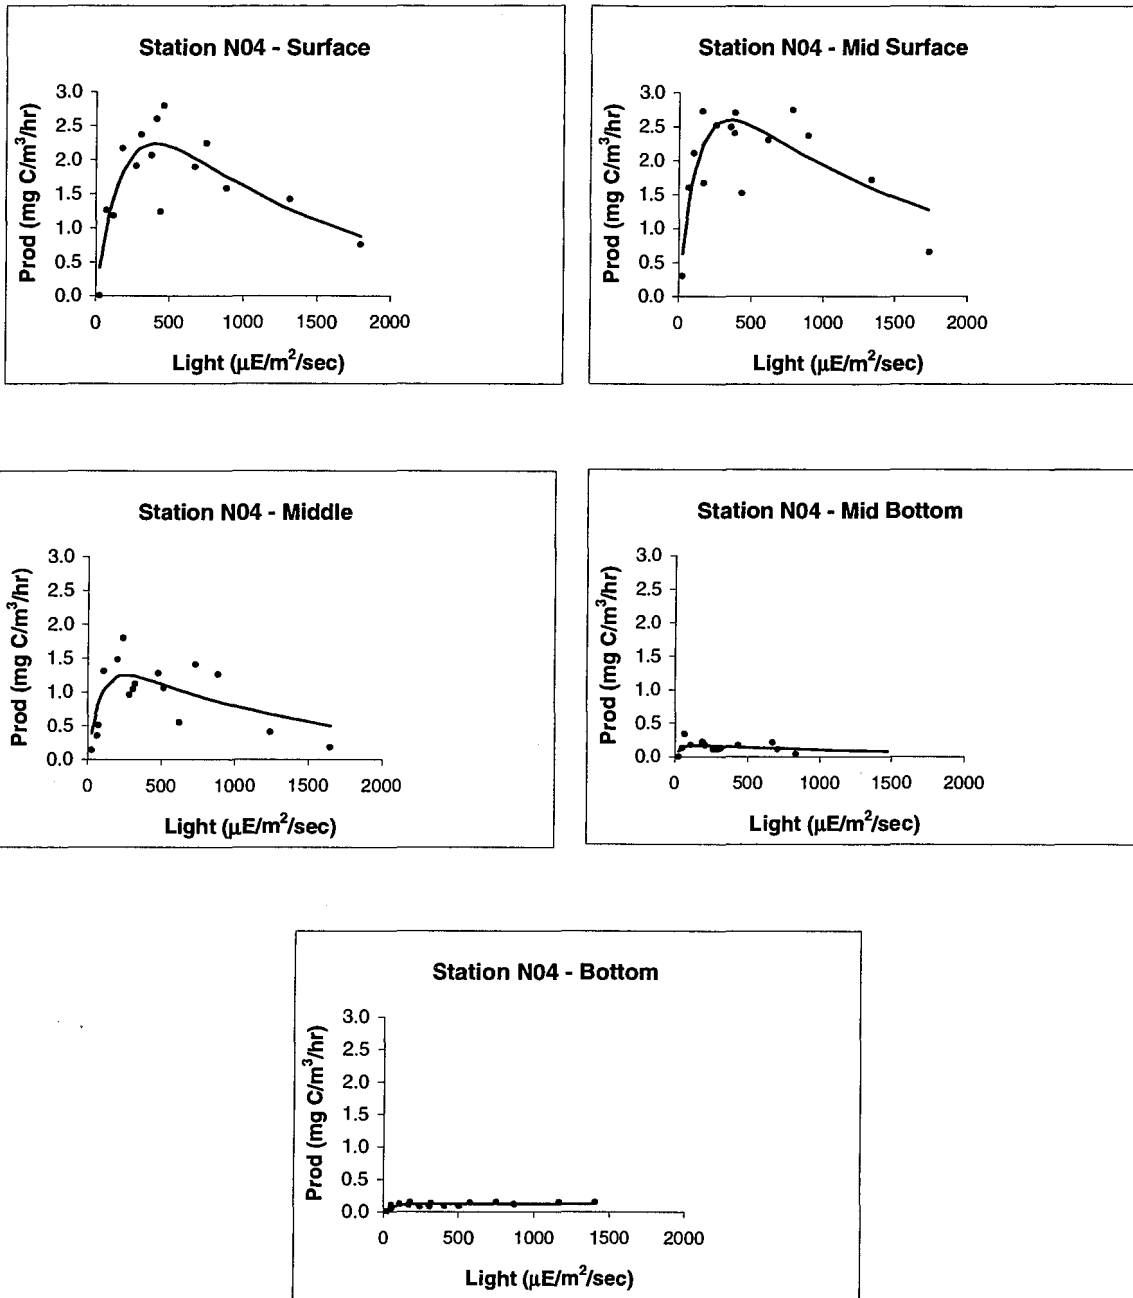 Station N04 - Surface
Prod (mg C/m³/hr)
3.0
2.5
2.0
1.5
1.0
0.5
0.0
0 500 1000 1500 2000
Light (µE/m²/sec)
Station N04 - Mid Surface
Prod (mg C/m³/hr)
3.0
2.5
2.0
1.5
1.0
0.5
0.0
0 500 1000 1500 2000
Light (µE/m²/sec)
Station N04 - Middle
Prod (mg C/m³/hr)
3.0
2.5
2.0
1.5
1.0
0.5
0.0
0 500 1000 1500 2000
Light (µE/m²/sec)
Station N04 - Mid Bottom
Prod (mg C/m³/hr)
3.0
2.5
2.0
1.5
1.0
0.5
0.0
0 500 1000 1500 2000
Light (µE/m²/sec)
Station N04 - Bottom
Prod (mg C/m³/hr)
3.0
2.5
2.0
1.5
1.0
0.5
0.0
0 500 1000 1500 2000
Light (µE/m²/sec)